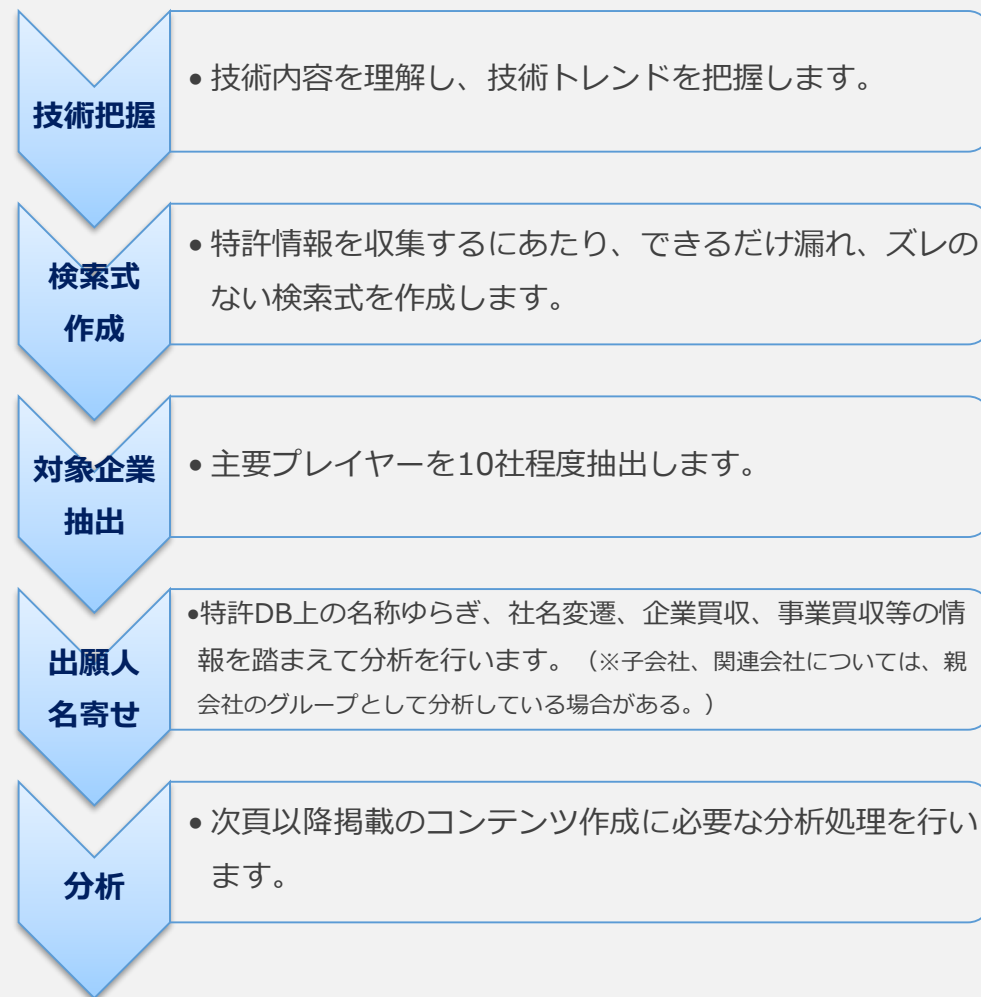 技術把握
• 技術内容を理解し、技術トレンドを把握します。
検索式
作成
• 特許情報を収集するにあたり、できるだけ漏れ、ズレの
ない検索式を作成します。
対象企業
抽出
• 主要プレイヤーを10社程度抽出します。
出願人
名寄せ
•特許DB上の名称ゆらぎ、社名変遷、企業買収、事業買収等の情
報を踏まえて分析を行います。（※子会社、関連会社については、親
会社のグループとして分析している場合がある。）
分析
• 次頁以降掲載のコンテンツ作成に必要な分析処理を行い
ます。